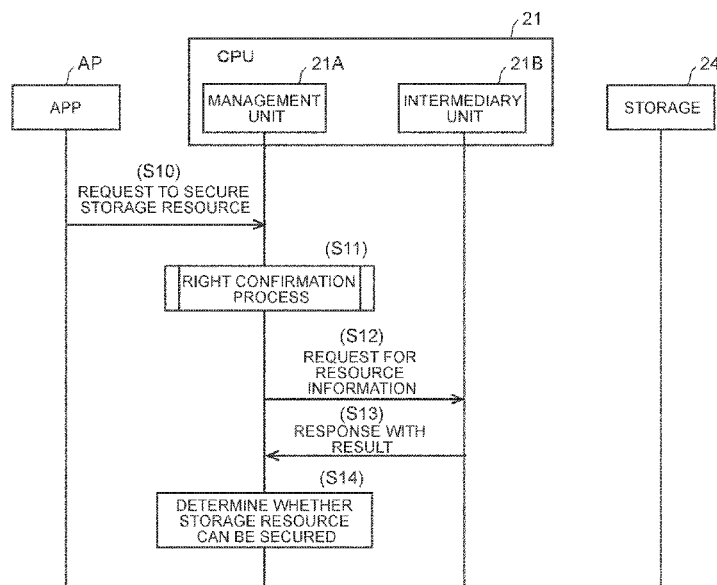 21
CPU
AP
21A
21B
24
APP
MANAGEMENT
UNIT
INTERMEDIARY
UNIT
STORAGE
(S10)
REQUEST TO SECURE
STORAGE RESOURCE
(S11)
RIGHT CONFIRMATION
PROCESS
(S12)
REQUEST FOR
RESOURCE
INFORMATION
(S13)
RESPONSE WITH
RESULT
(S14)
DETERMINE WHETHER
STORAGE RESOURCE
CAN BE SECURED